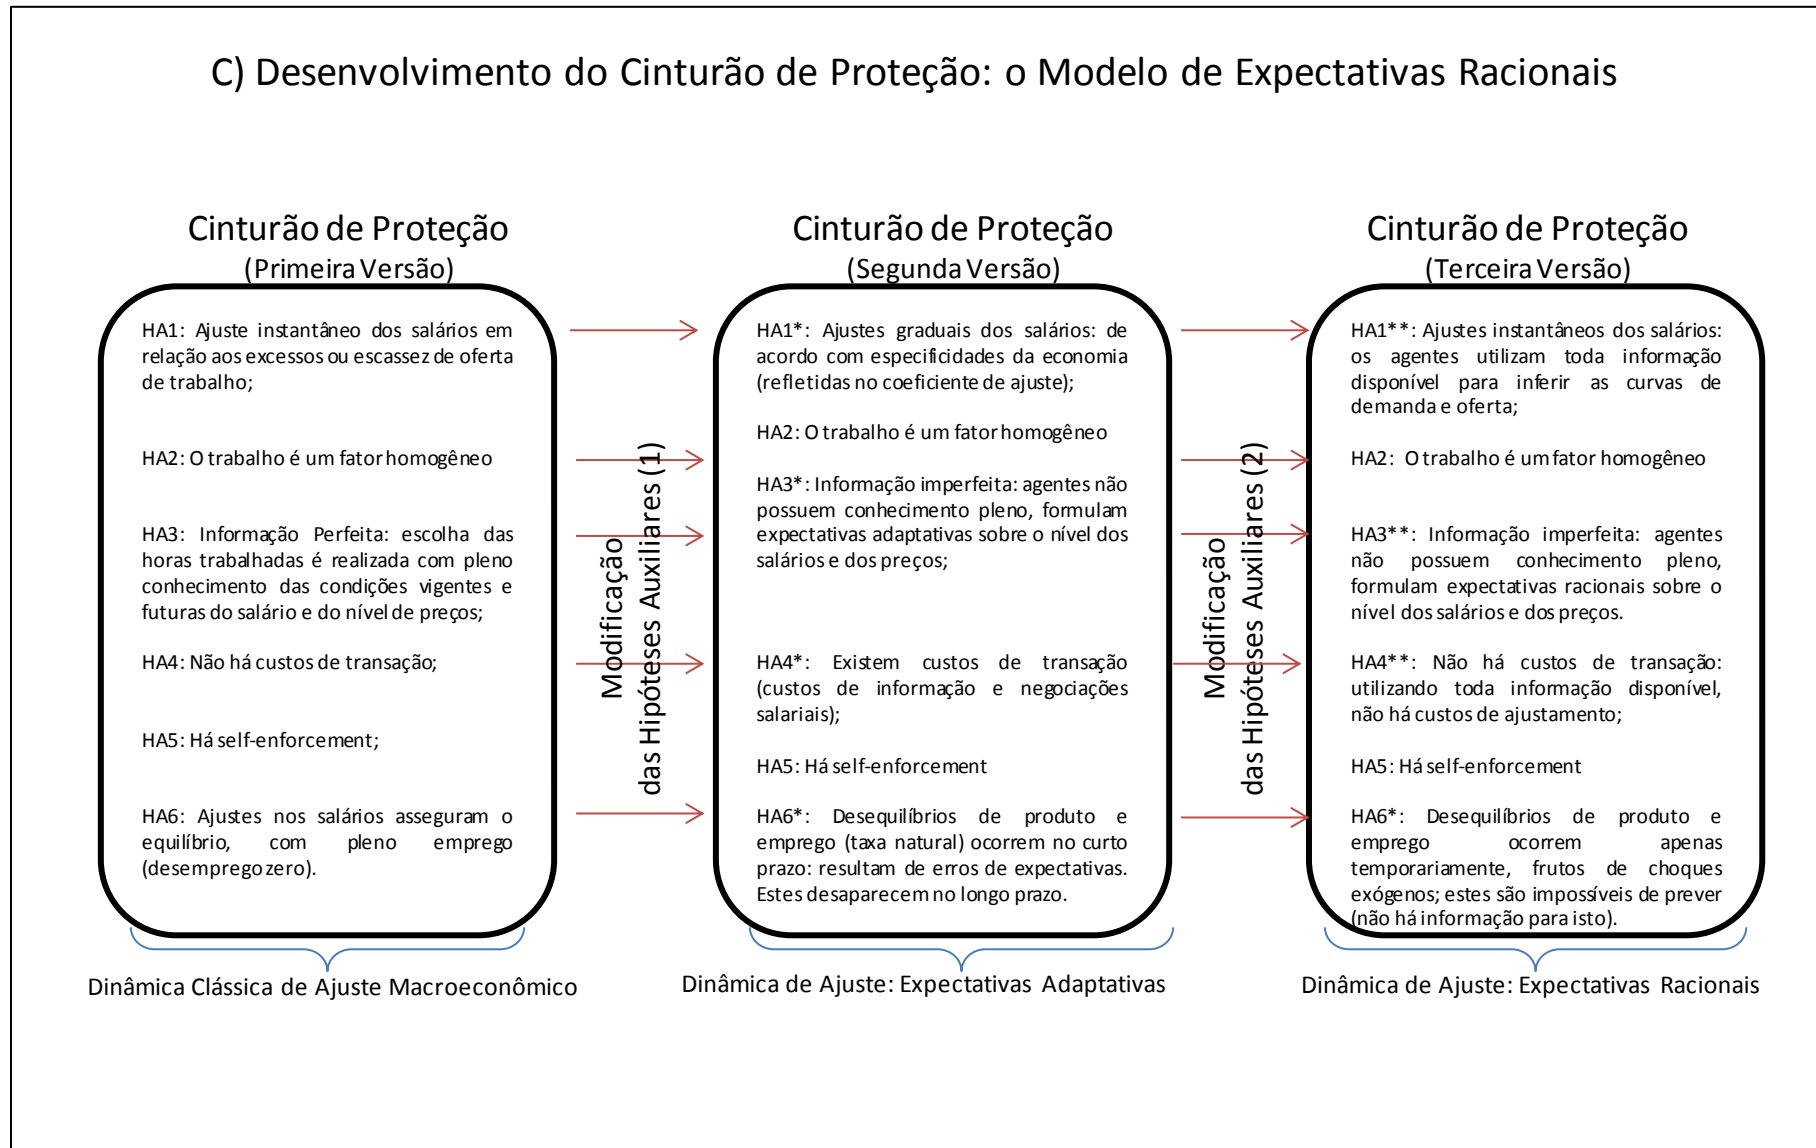 C) Desenvolvimento do Cinturão de Proteção: o Modelo de Expectativas Racionais
Cinturão de Proteção
(Primeira Versão)
HA1: Ajuste instantâneo dos salários em
relação aos excessos ou escassez de oferta
de trabalho;
HA2: O trabalho é um fator homogêneo
HA3: Informação Perfeita: escolha das
horas trabalhadas é realizada com pleno
conhecimento das condições vigentes e
futuras do salário e do nível de preços;
HA4: Não há custos de transação;
HA5: Há self-enforcement;
HA6: Ajustes nos salários asseguram o
equilíbrio, com pleno emprego
(desemprego zero).
Dinâmica Clássica de Ajuste Macroeconômico
Modificação
das Hipóteses Auxiliares (1)
Cinturão de Proteção
(Segunda Versão)
HA1*: Ajustes graduais dos salários: de
acordo com especificidades da economia
(refletidas no coeficiente de ajuste);
HA2: O trabalho é um fator homogêneo
HA3*: Informação imperfeita: agentes não
possuem conhecimento pleno, formulam
expectativas adaptativas sobre o nível dos
salários e dos preços;
HA4*: Existem custos de transação
(custos de informação e negociações
salariais);
HA5: Há self-enforcement
HA6*: Desequilíbrios de produto e
emprego (taxa natural) ocorrem no curto
prazo: resultam de erros de expectativas.
Estes desaparecem no longo prazo.
Dinâmica de Ajuste: Expectativas Adaptativas
Modificação
das Hipóteses Auxiliares (2)
Cinturão de Proteção
(Terceira Versão)
HA1**: Ajustes instantâneos dos salários:
os agentes utilizam toda informação
disponível para inferir as curvas de
demanda e oferta;
HA2: O trabalho é um fator homogêneo
HA3**: Informação imperfeita: agentes
não possuem conhecimento pleno,
formulam expectativas racionais sobre o
nível dos salários e dos preços.
HA4**: Não há custos de transação:
utilizando toda informação disponível,
não há custos de ajustamento;
HA5: Há self-enforcement
HA6*: Desequilíbrios de produto e
emprego ocorrem apenas
temporariamente, frutos de choques
exógenos; estes são impossíveis de prever
(não há informação para isto).
Dinâmica de Ajuste: Expectativas Racionais